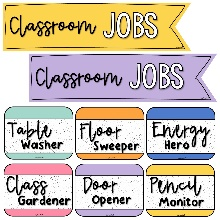 Classroom JOBS
Classroom JOBS
Table Washer
Floor Sweeper
Energy Hero
Class Gardener
Door Opener
Pencil Monitor